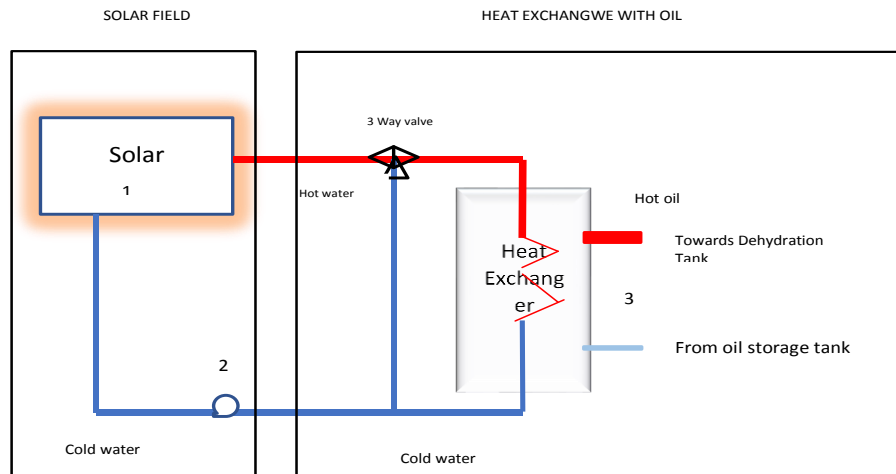 SOLAR FIELD
HEAT EXCHANGWE WITH OIL
3 Way valve
Solar
1
Hot water
Hot oil
Towards Dehydration
Tank
Heat
Exchang
er
3
From oil storage tank
2
Cold water
Cold water